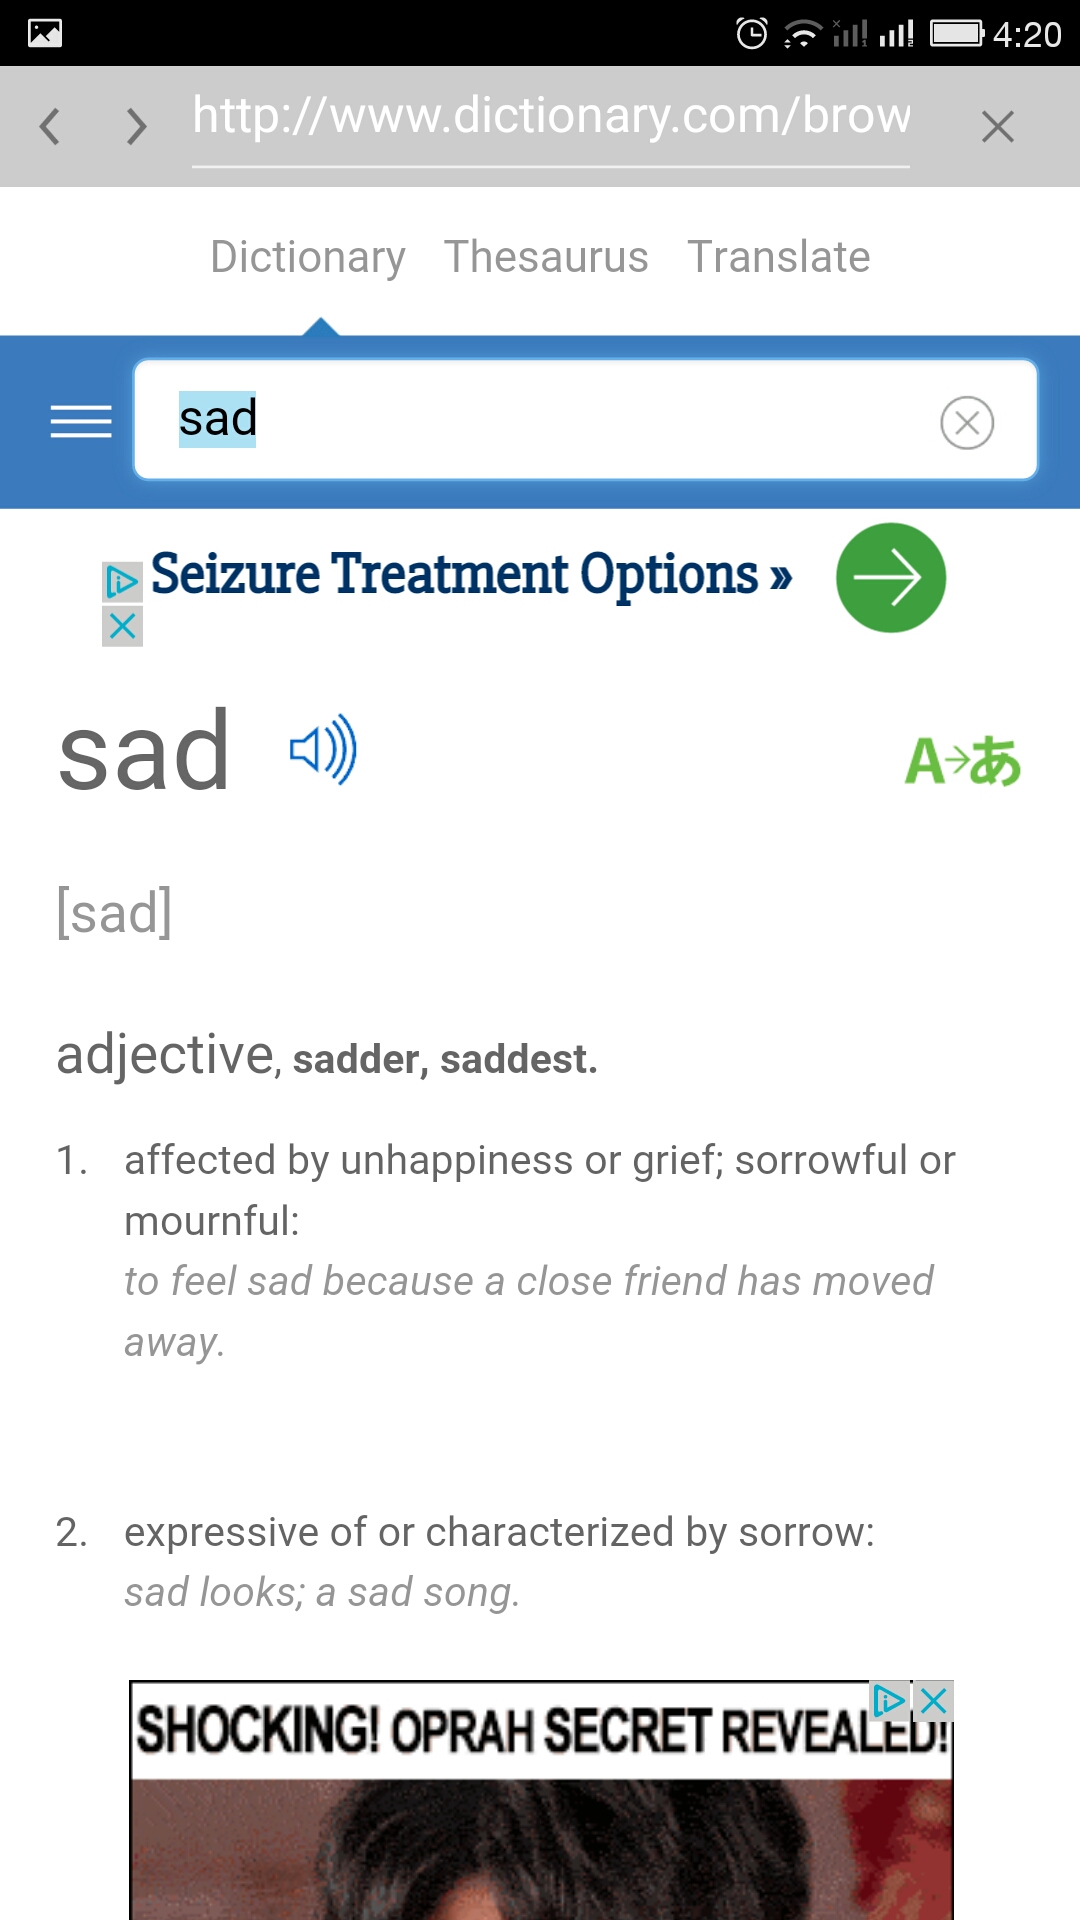 4:20
http://www.dictionary.com/brow
Dictionary Thesaurus Translate
sad
Seizure Treatment Options »
sad
A→あ
[sad]
adjective, sadder, saddest.
1. affected by unhappiness or grief; sorrowful or
mournful:
to feel sad because a close friend has moved
away.
2. expressive of or characterized by sorrow:
sad looks; a sad song.
SHOCKING! OPRAH SECRET REVEALED!